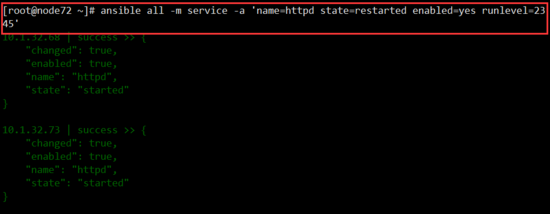 [root@node72 ~]# ansible all -m service -a 'name=httpd state=restarted enabled=yes runlevel=23
45'
10.1.32.68 | success >> {
    "changed": true,
    "enabled": true,
    "name": "httpd",
    "state": "started"
}
10.1.32.73 | success >> {
    "changed": true,
    "enabled": true,
    "name": "httpd",
    "state": "started"
}